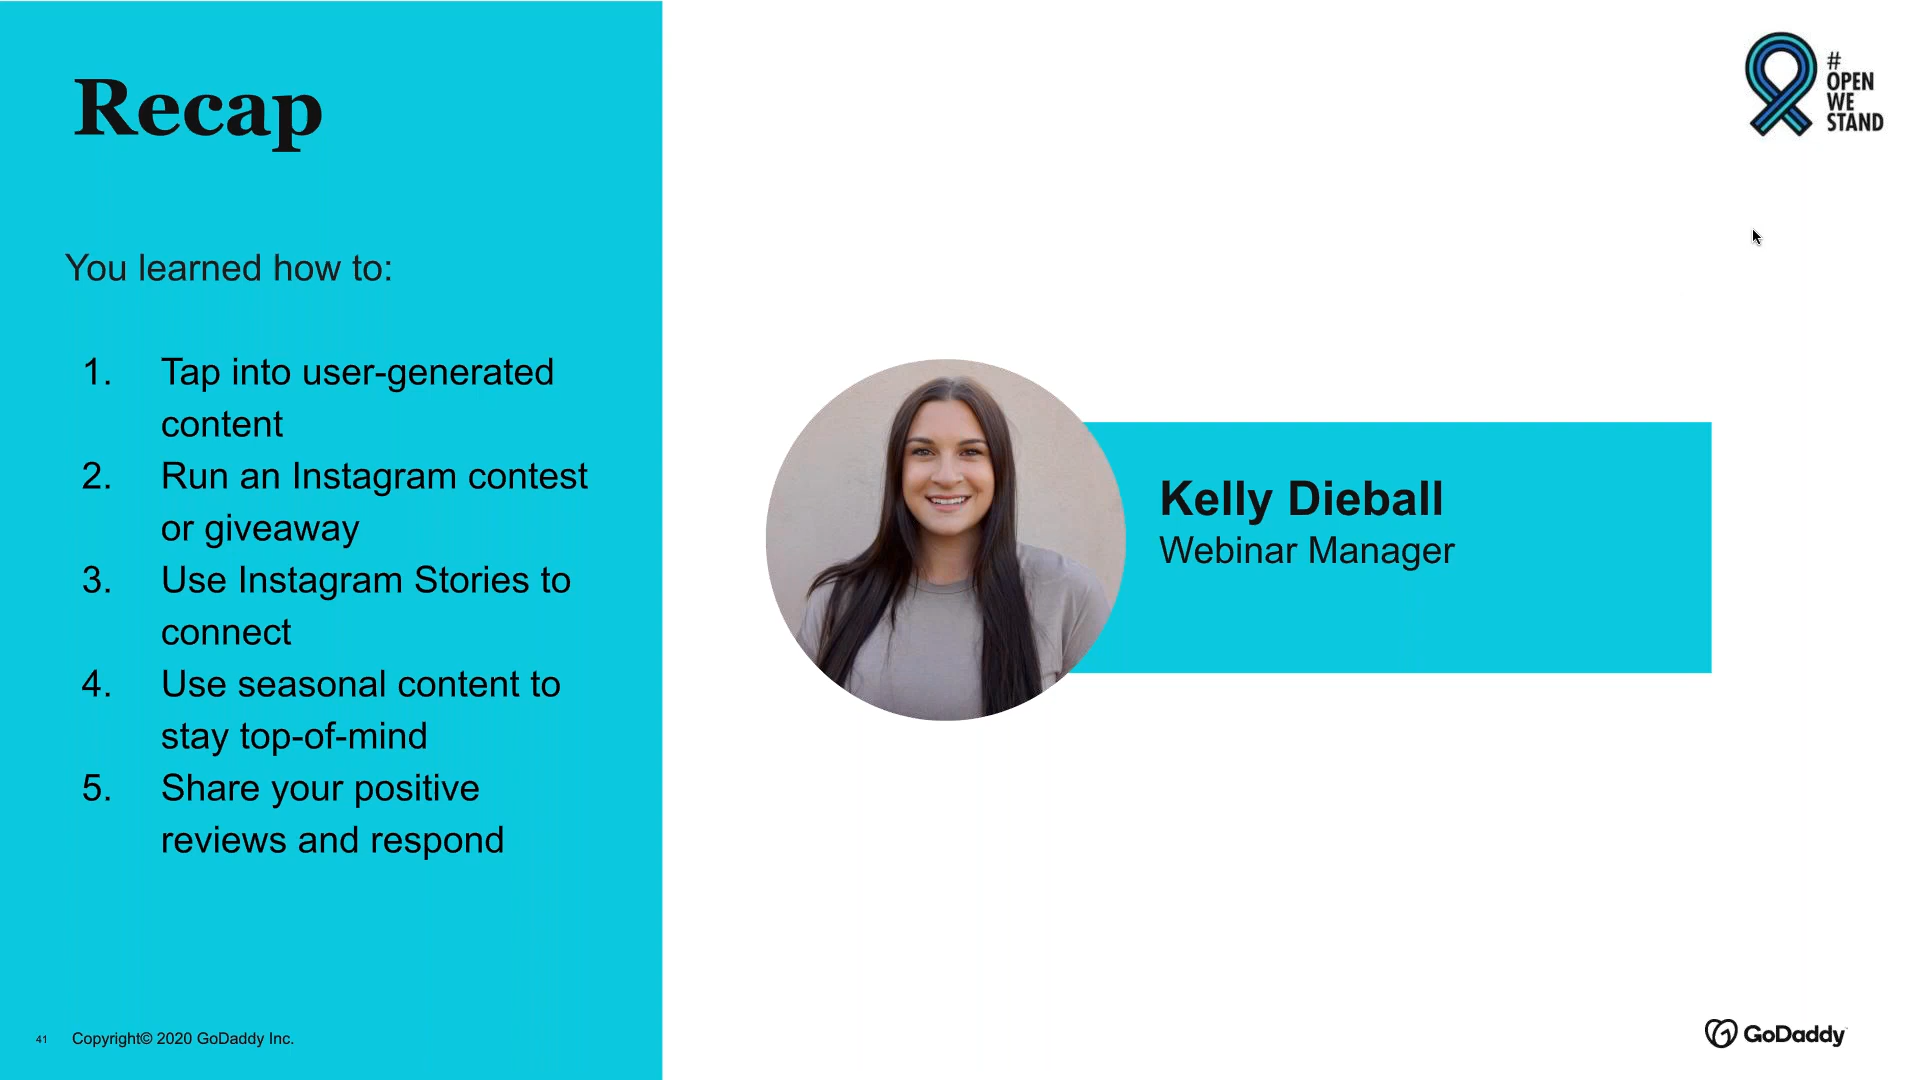 Recap
You learned how to:
1. Tap into user-generated
content
2. Run an Instagram contest
or giveaway
3. Use Instagram Stories to
connect
4. Use seasonal content to
stay top-of-mind
5. Share your positive
reviews and respond
41 Copyright© 2020 GoDaddy Inc.
#
OPEN
WE
STAND
Kelly Dieball
Webinar Manager
GoDaddy